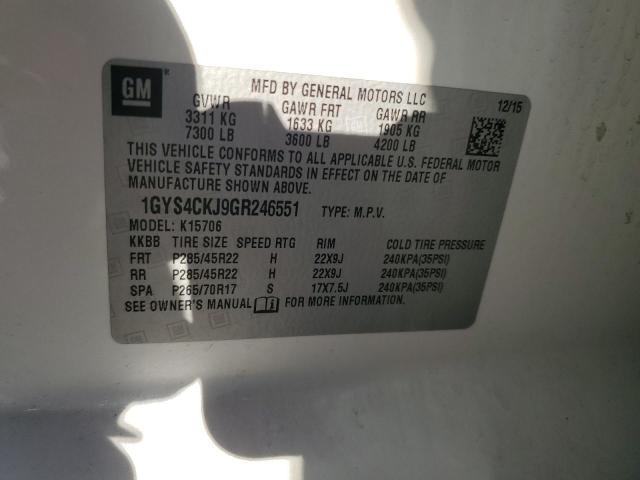 GM
MFD BY GENERAL MOTORS LLC
12/15
GVWR GAWR FRT GAWR RR
3311 KG 1633 KG 1905 KG
7300 LB 3600 LB 4200 LB
THIS VEHICLE CONFORMS TO ALL APPLICABLE U.S. FEDERAL MOTOR
VEHICLE SAFETY STANDARDS IN EFFECT ON THE DATE OF
MANUFACTURE SHOWN ABOVE.
1GYS4CKJ9GR246551 TYPE: M.P.V.
MODEL: K15706
KKBB TIRE SIZE SPEED RTG RIM COLD TIRE PRESSURE
FRT P285/45R22 H 22X9J 240KPA(35PSI)
RR P285/45R22 H 22X9J 240KPA(35PSI)
SPA P265/70R17 S 17X7.5J 240KPA(35PSI)
SEE OWNER'S MANUAL FOR MORE INFORMATION.